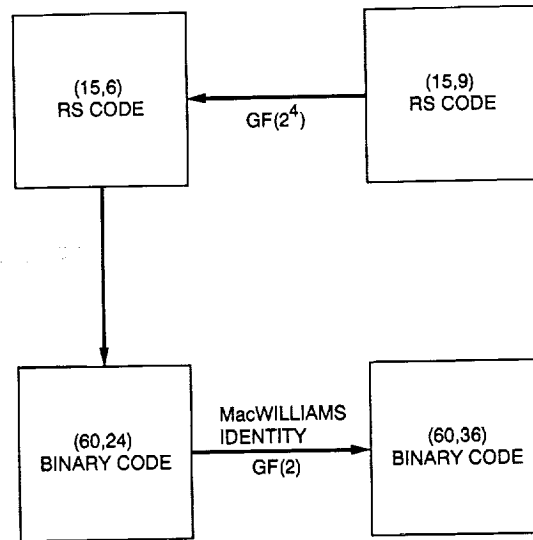 (15,6)
RS CODE
(15,9)
RS CODE
GF(2⁴)
(60,24)
BINARY CODE
MacWILLIAMS
IDENTITY
GF(2)
(60,36)
BINARY CODE